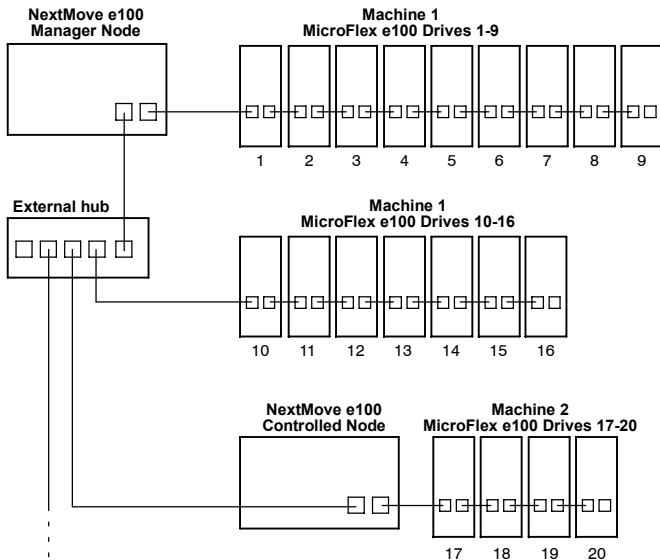 NextMove e100
Manager Node
Machine 1
MicroFlex e100 Drives 1-9
1 2 3 4 5 6 7 8 9
External hub
Machine 1
MicroFlex e100 Drives 10-16
10 11 12 13 14 15 16
NextMove e100
Controlled Node
Machine 2
MicroFlex e100 Drives 17-20
17 18 19 20